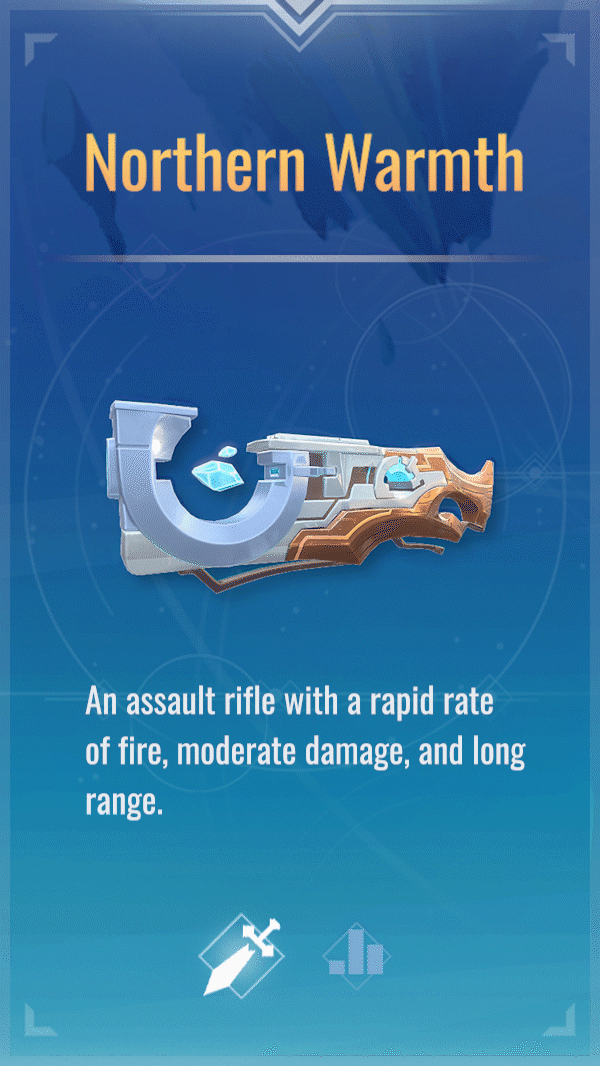 Northern Warmth
An assault rifle with a rapid rate
of fire, moderate damage, and long
range.